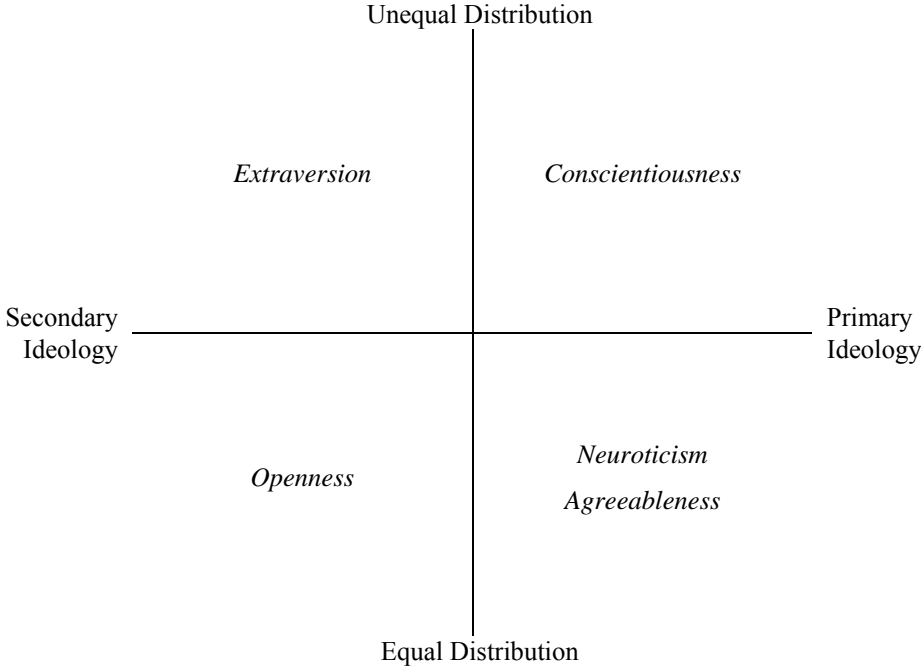 Unequal Distribution
Extraversion
Conscientiousness
Secondary
Ideology
Primary
Ideology
Openness
Neuroticism
Agreeableness
Equal Distribution